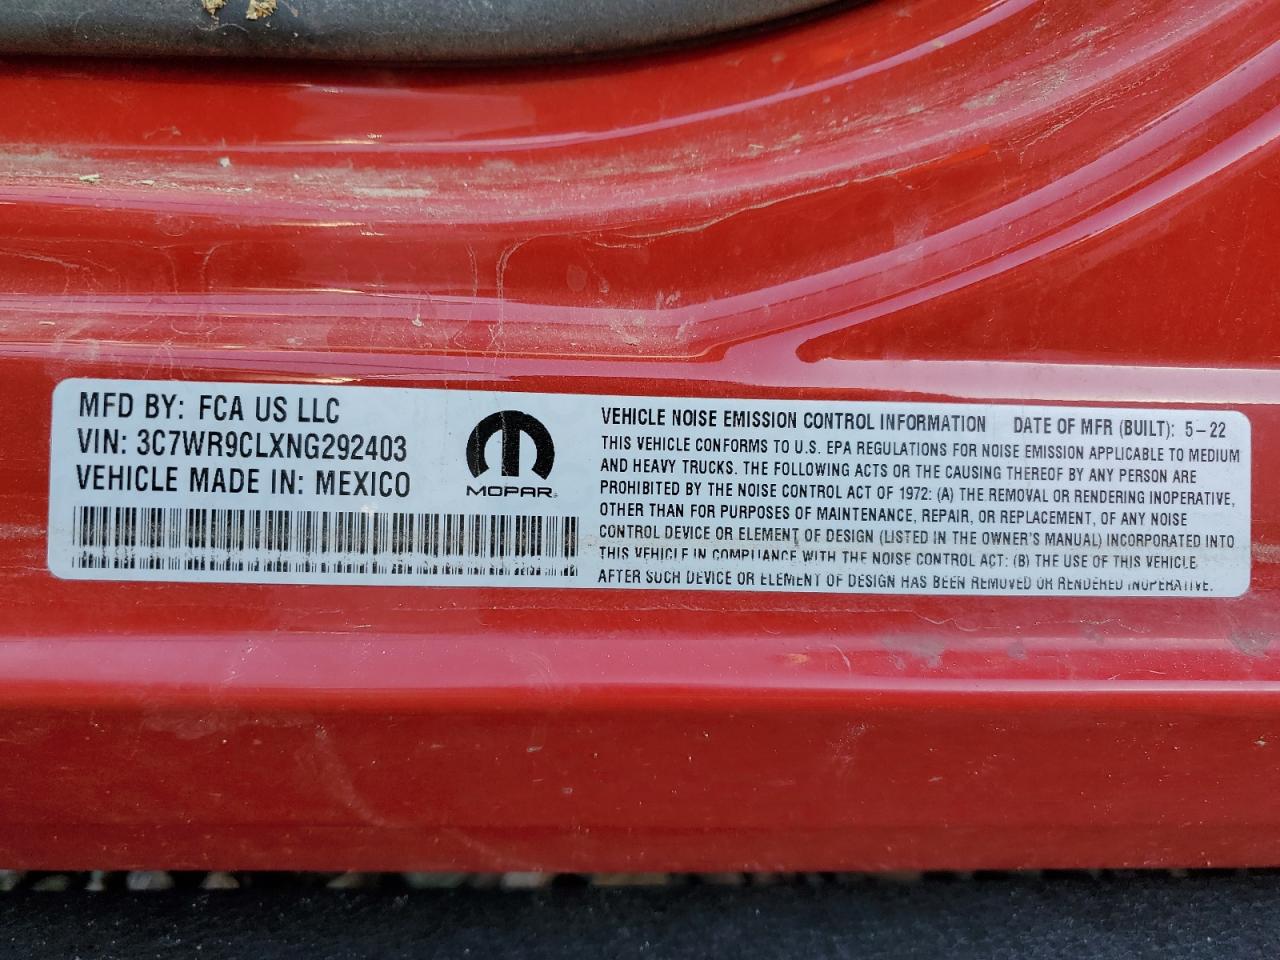 MFD BY: FCA US LLC
VIN: 3C7WR9CLXNG292403
VEHICLE MADE IN: MEXICO
MOPAR
VEHICLE NOISE EMISSION CONTROL INFORMATION DATE OF MFR (BUILT): 5-22
THIS VEHICLE CONFORMS TO U.S. EPA REGULATIONS FOR NOISE EMISSION APPLICABLE TO MEDIUM
AND HEAVY TRUCKS. THE FOLLOWING ACTS OR THE CAUSING THEREOF BY ANY PERSON ARE
PROHIBITED BY THE NOISE CONTROL ACT OF 1972: (A) THE REMOVAL OR RENDERING INOPERATIVE,
OTHER THAN FOR PURPOSES OF MAINTENANCE, REPAIR, OR REPLACEMENT, OF ANY NOISE
CONTROL DEVICE OR ELEMENT OF DESIGN (LISTED IN THE OWNER'S MANUAL) INCORPORATED INTO
THIS VEHICLE IN COMPLIANCE WITH THE NOISE CONTROL ACT: (B) THE USE OF THIS VEHICLE
AFTER SUCH DEVICE OR ELEMENT OF DESIGN HAS BEEN REMOVED OR RENDERED INOPERATIVE.